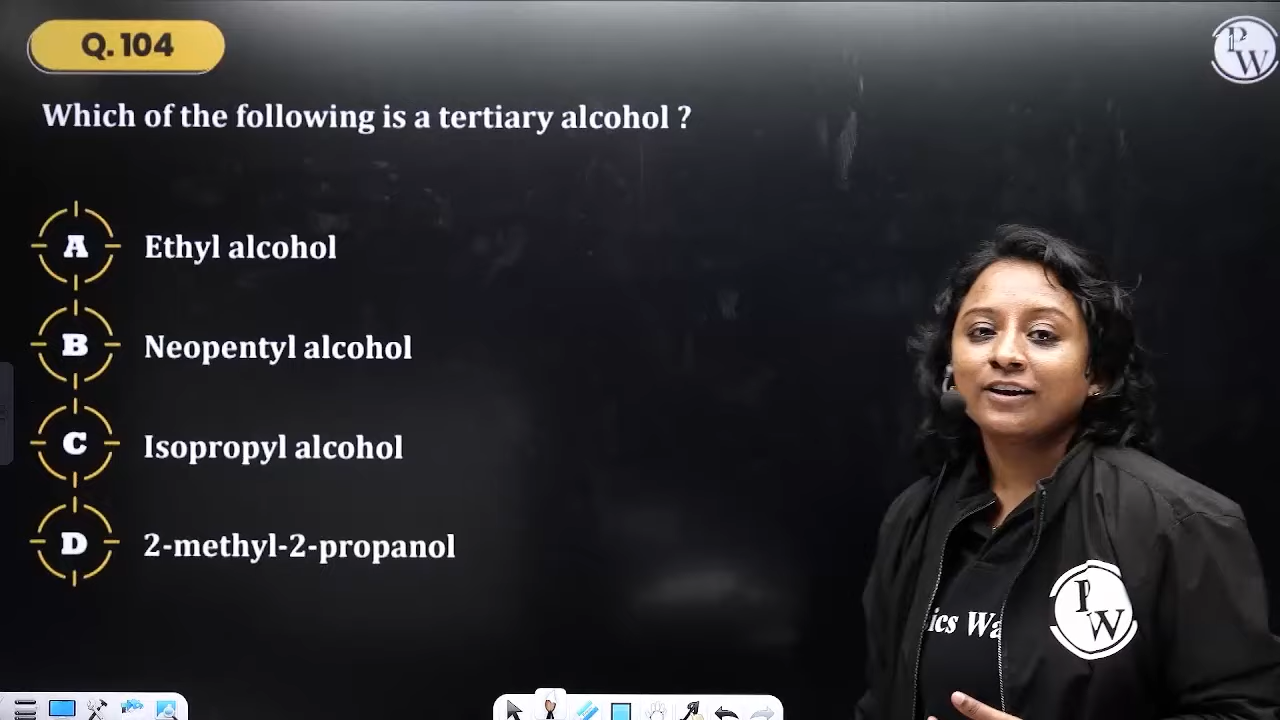 Q. 104
PW
Which of the following is a tertiary alcohol ?
A Ethyl alcohol
B Neopentyl alcohol
C Isopropyl alcohol
D 2-methyl-2-propanol
PW
ics Wa